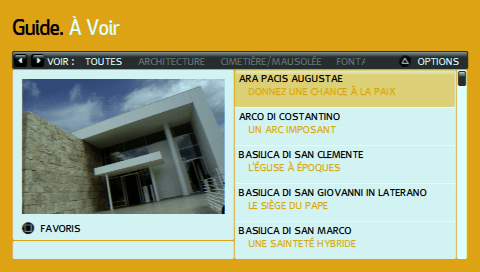 Guide. À Voir
VOIR : TOUTES ARCHITECTURE CIMETIÈRE/MAUSOLÉE FONTA OPTIONS
ARA PACIS AUGUSTAE
DONNEZ UNE CHANCE À LA PAIX
ARCO DI COSTANTINO
UN ARC IMPOSANT
BASILICA DI SAN CLEMENTE
L'ÉGLISE À ÉPOQUES
BASILICA DI SAN GIOVANNI IN LATERANO
LE SIÈGE DU PAPE
BASILICA DI SAN MARCO
UNE SAINTETÉ HYBRIDE
FAVORIS